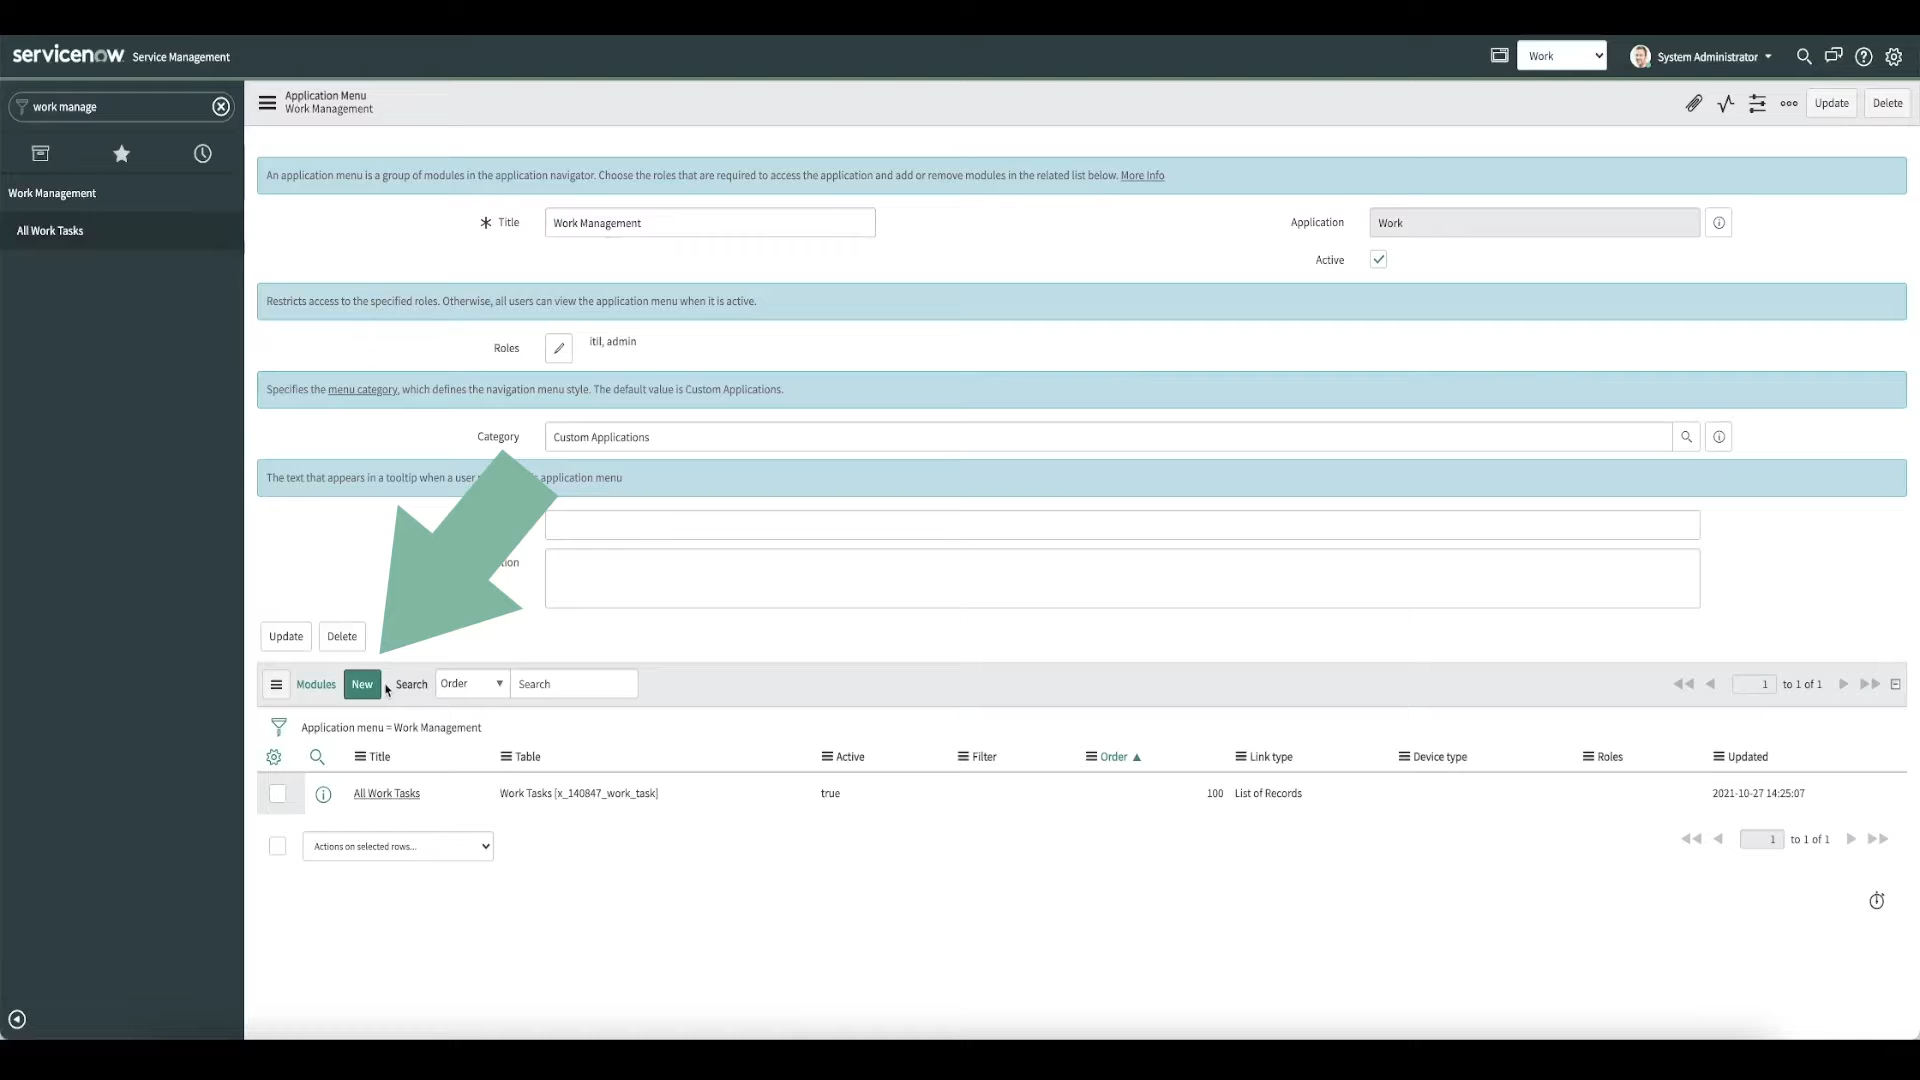 servicenow Service Management
Work
System Administrator
work manage
Work Management
All Work Tasks
Application Menu
Work Management
Update
Delete
An application menu is a group of modules in the application navigator. Choose the roles that are required to access the application and add or remove modules in the related list below. More Info
Title
Work Management
Application
Work
Active
Restricts access to the specified roles. Otherwise, all users can view the application menu when it is active.
Roles
itil, admin
Specifies the menu category, which defines the navigation menu style. The default value is Custom Applications.
Category
Custom Applications
The text that appears in a tooltip when a user application menu
Update
Delete
Modules
New
Search
Order
Search
1 to 1 of 1
Application menu = Work Management
Title
Table
Active
Filter
Order
Link type
Device type
Roles
Updated
All Work Tasks
Work Tasks [x_140847_work_task]
true
100
List of Records
2021-10-27 14:25:07
Actions on selected rows...
1 to 1 of 1